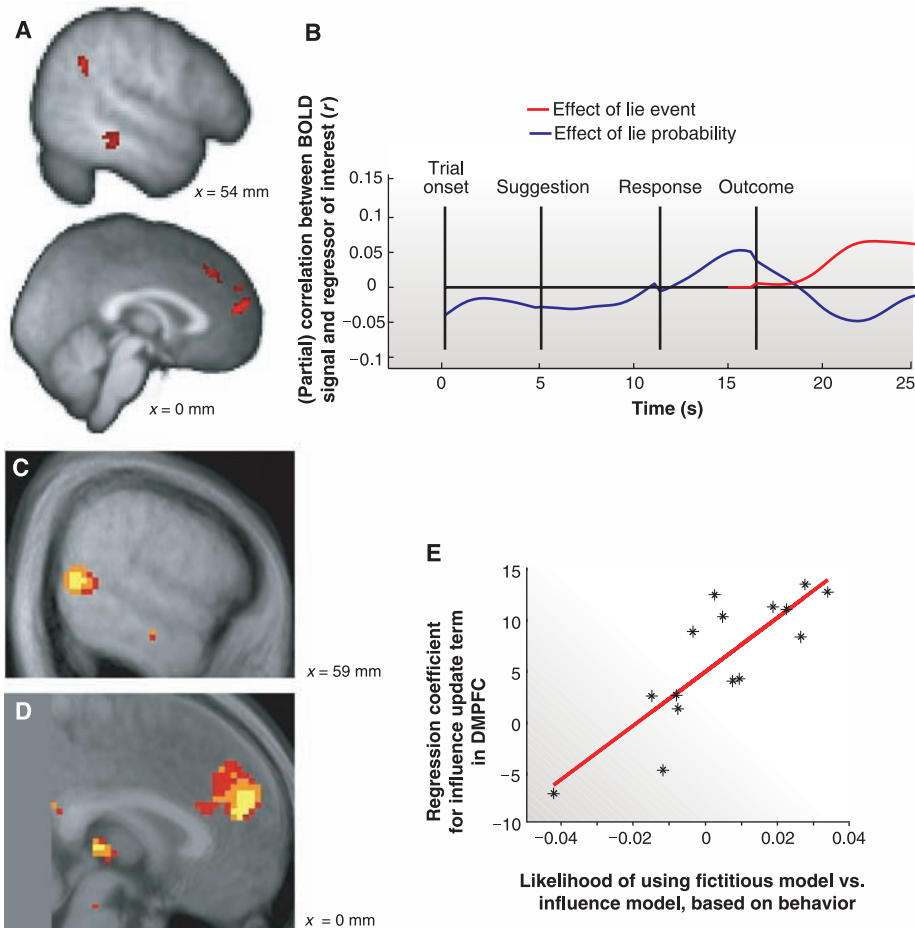 A
x = 54 mm
x = 0 mm
B
(Partial) correlation between BOLD
signal and regressor of interest (r)
Effect of lie event
Effect of lie probability
Trial
onset
Suggestion
Response
Outcome
0.15
0.1
0.05
0
−0.05
−0.1
0
5
10
15
20
25
Time (s)
C
x = 59 mm
D
x = 0 mm
E
Regression coefficient
for influence update term
in DMPFC
15
10
5
0
−5
−10
−0.04
−0.02
0
0.02
0.04
Likelihood of using fictitious model vs.
influence model, based on behavior